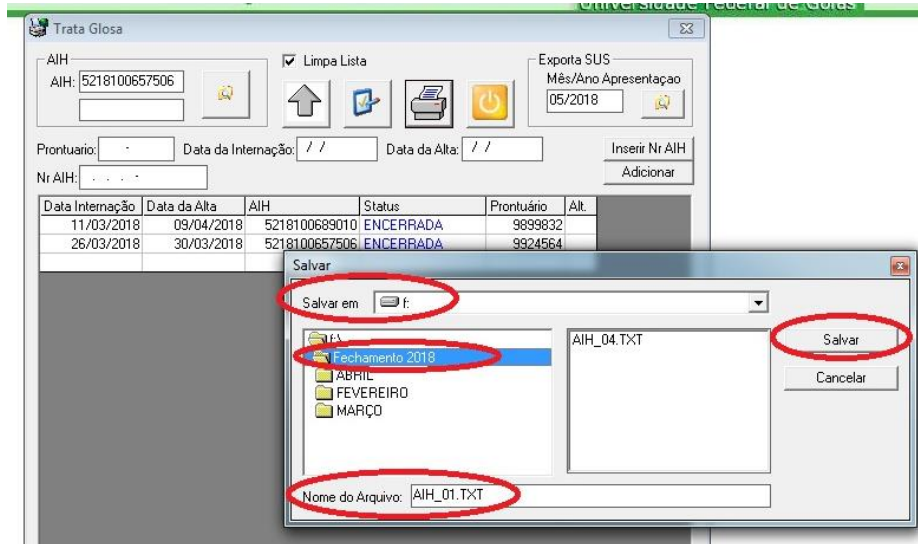 Universidade Federal de Goiás
Trata Glosa
AIH
AIH: 5218100657506
Limpa Lista
Exporta SUS
Mês/Ano Apresentaçao
05/2018
Prontuario: -
Data da Internação: / /
Data da Alta: / /
Inserir Nr AIH
Nr AIH: . . . -
Adicionar
Data Internação Data da Alta AIH Status Prontuário Alt.
11/03/2018 09/04/2018 5218100689010 ENCERRADA 9899832
26/03/2018 30/03/2018 5218100657506 ENCERRADA 9924564
Salvar
Salvar em f:
f:\
Fechamento 2018
ABRIL
FEVEREIRO
MARÇO
AIH_04.TXT
Salvar
Cancelar
Nome do Arquivo: AIH_01.TXT